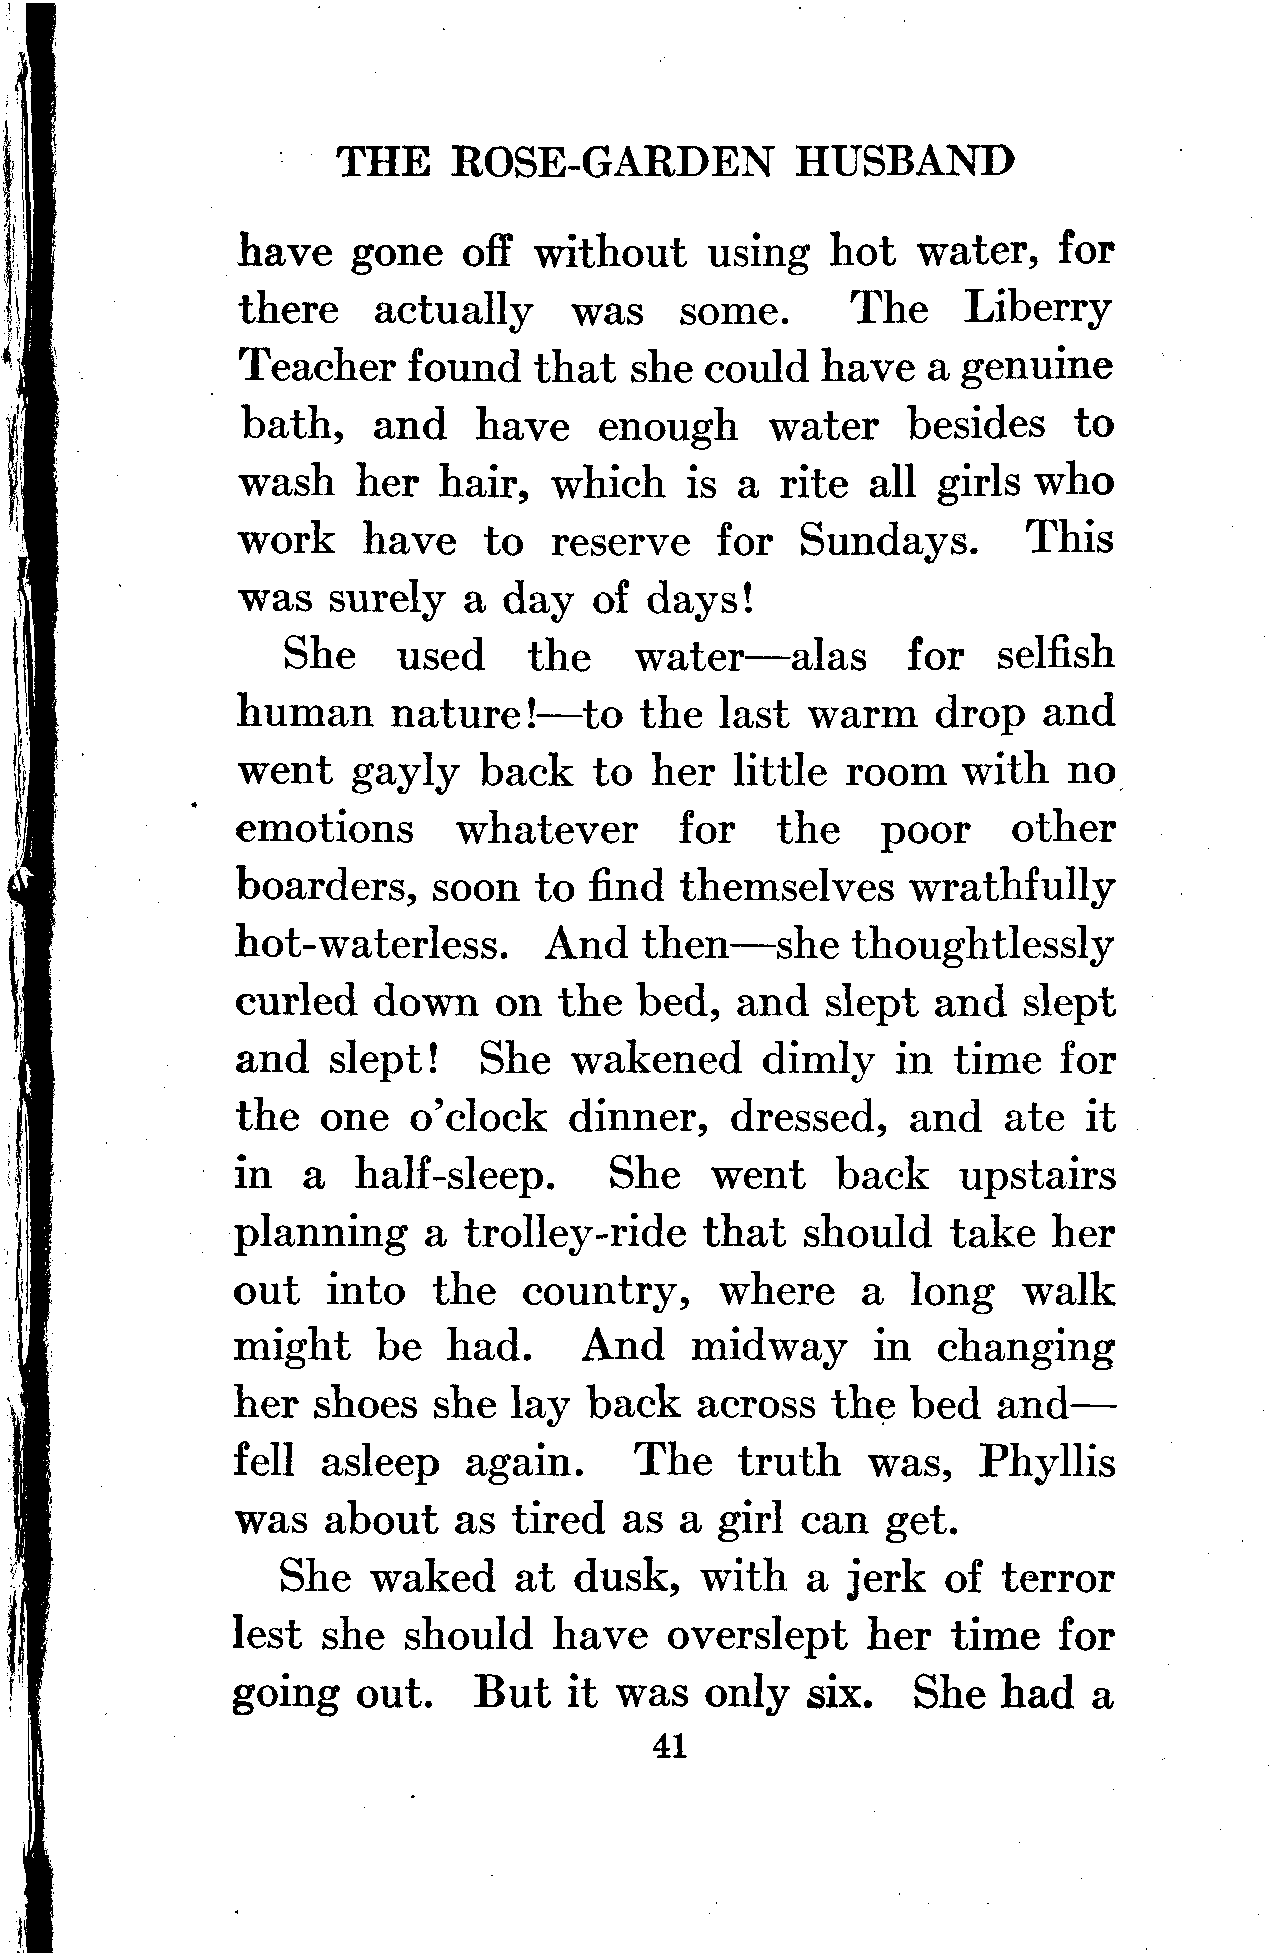 THE ROSE-GARDEN HUSBAND
have gone off without using hot water, for
there actually was some. The Liberry
Teacher found that she could have a genuine
bath, and have enough water besides to
wash her hair, which is a rite all girls who
work have to reserve for Sundays. This
was surely a day of days!
She used the water—alas for selfish
human nature!—to the last warm drop and
went gayly back to her little room with no
emotions whatever for the poor other
boarders, soon to find themselves wrathfully
hot-waterless. And then—she thoughtlessly
curled down on the bed, and slept and slept
and slept! She wakened dimly in time for
the one o'clock dinner, dressed, and ate it
in a half-sleep. She went back upstairs
planning a trolley-ride that should take her
out into the country, where a long walk
might be had. And midway in changing
her shoes she lay back across the bed and—
fell asleep again. The truth was, Phyllis
was about as tired as a girl can get.
She waked at dusk, with a jerk of terror
lest she should have overslept her time for
going out. But it was only six. She had a
41